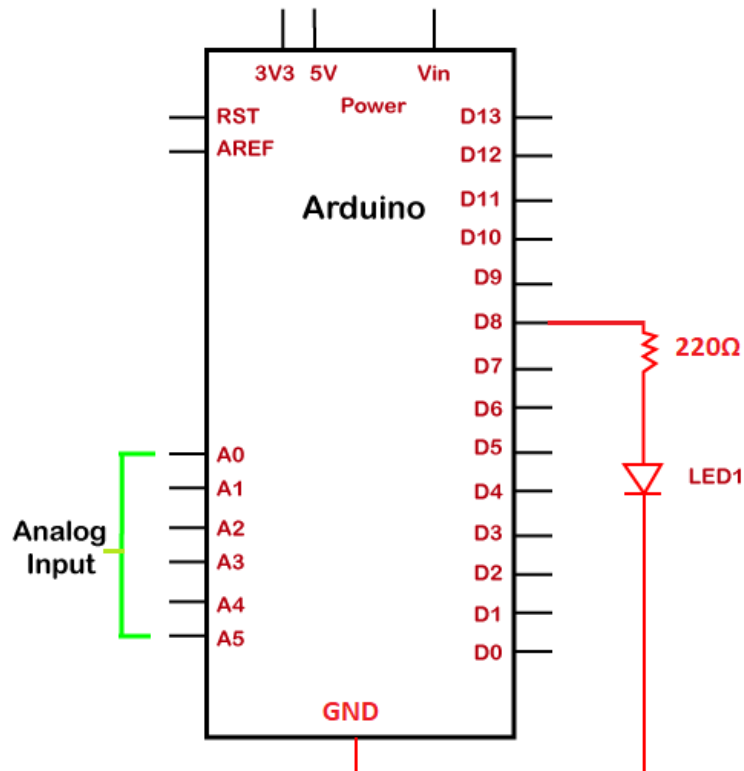 3V3 5V Vin
Power
RST
AREF
Arduino
D13
D12
D11
D10
D9
D8
220Ω
D7
D6
D5
D4
LED1
D3
D2
D1
D0
A0
A1
A2
A3
A4
A5
Analog
Input
GND